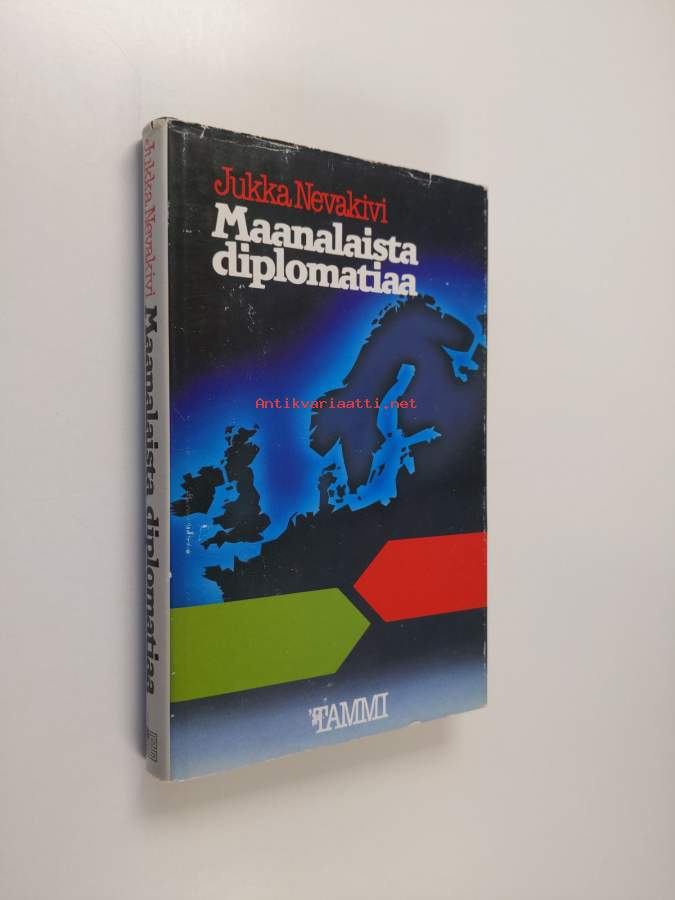 Jukka Nevakivi Maanalaista diplomatiaa
Jukka Nevakivi
Maanalaista
diplomatiaa
Antikvariaatti.net
TAMMI